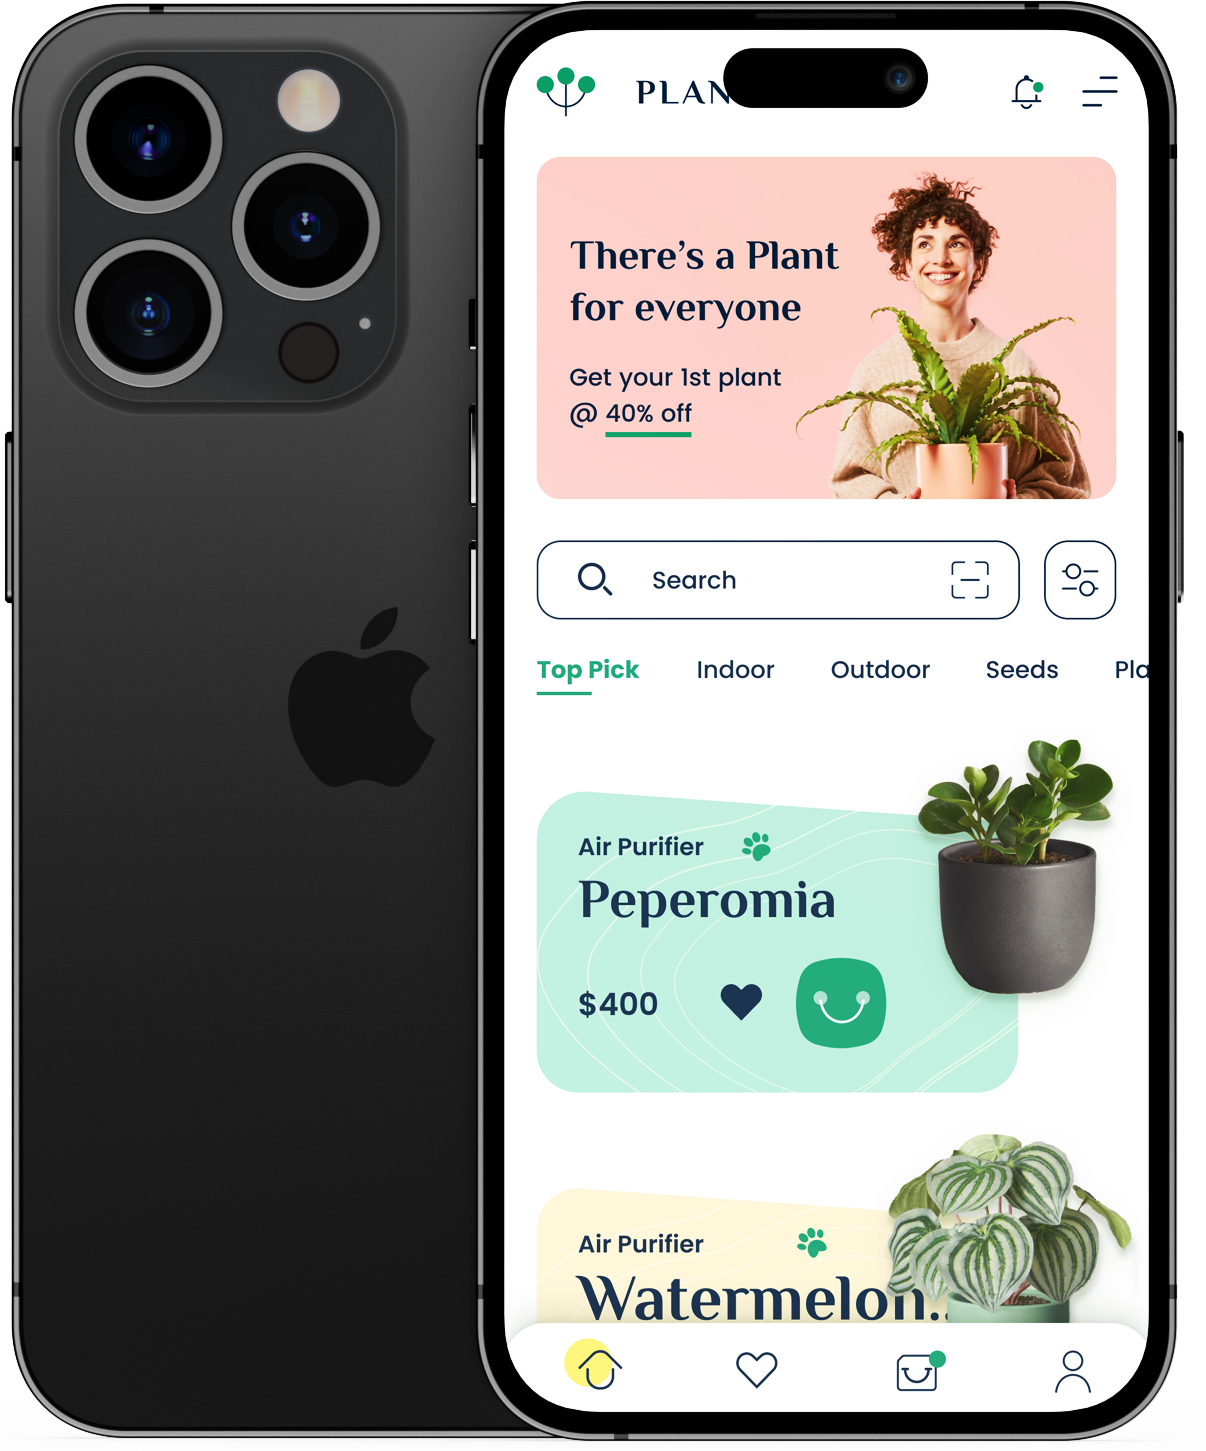 PLAN
There's a Plant
for everyone
Get your 1st plant
@ 40% off
Search
Top Pick Indoor Outdoor Seeds Pla
Air Purifier
Peperomia
$400
Air Purifier
Watermelon..